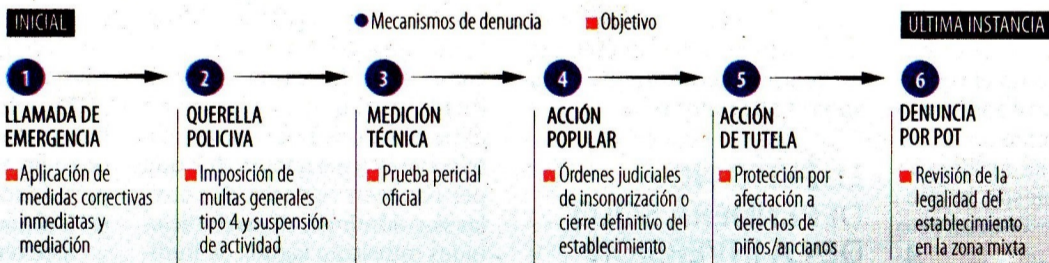 INICIAL
Mecanismos de denuncia
Objetivo
ÚLTIMA INSTANCIA
1
LLAMADA DE
EMERGENCIA
Aplicación de
medidas correctivas
inmediatas y
mediación
2
QUERELLA
POLICIVA
Imposición de
multas generales
tipo 4 y suspensión
de actividad
3
MEDICIÓN
TÉCNICA
Prueba pericial
oficial
4
ACCIÓN
POPULAR
Órdenes judiciales
de insonorización o
cierre definitivo del
establecimiento
5
ACCIÓN
DE TUTELA
Protección por
afectación a
derechos de
niños/ancianos
6
DENUNCIA
POR POT
Revisión de la
legalidad del
establecimiento
en la zona mixta